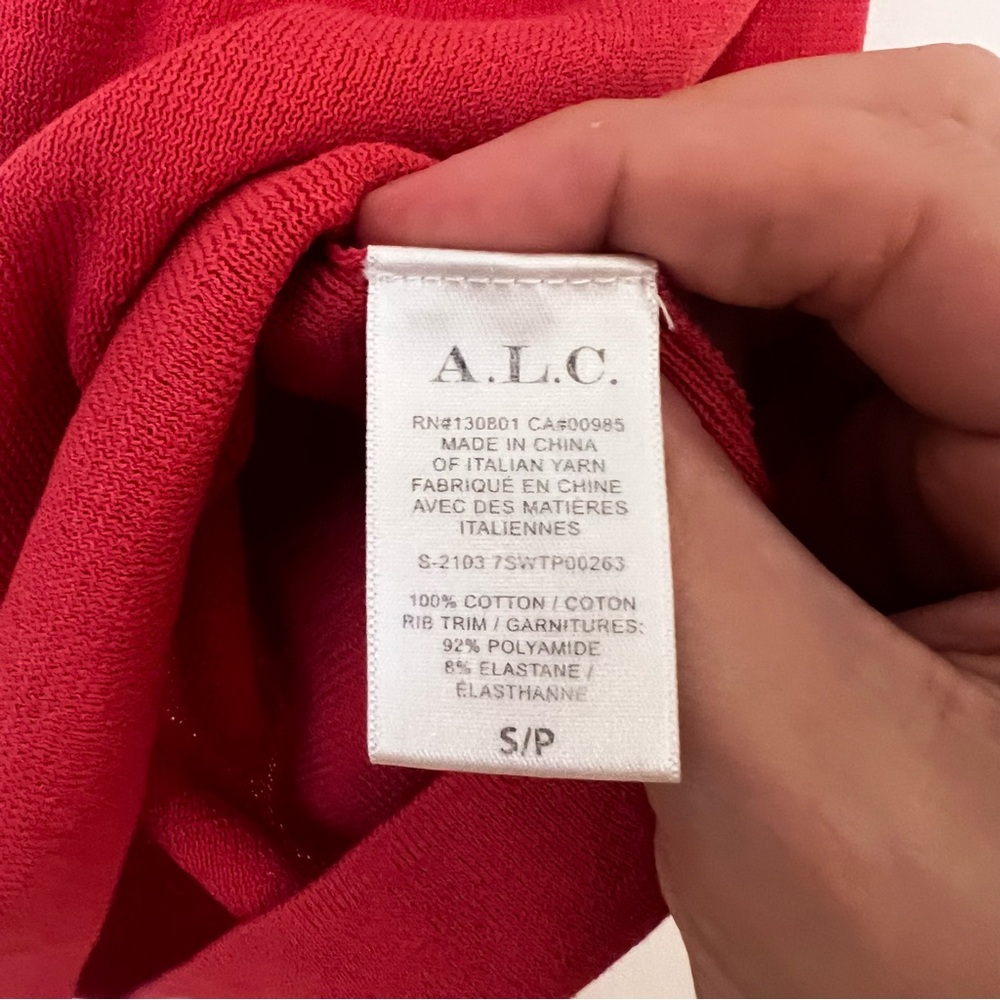 A.L.C.
RN#130801 CA#00985
MADE IN CHINA
OF ITALIAN YARN
FABRIQUÉ EN CHINE
AVEC DES MATIÈRES
ITALIENNES
S-2103 7SWTP00263
100% COTTON / COTON
RIB TRIM / GARNITURES:
92% POLYAMIDE
8% ELASTANE /
ÉLASTHANNE
S/P